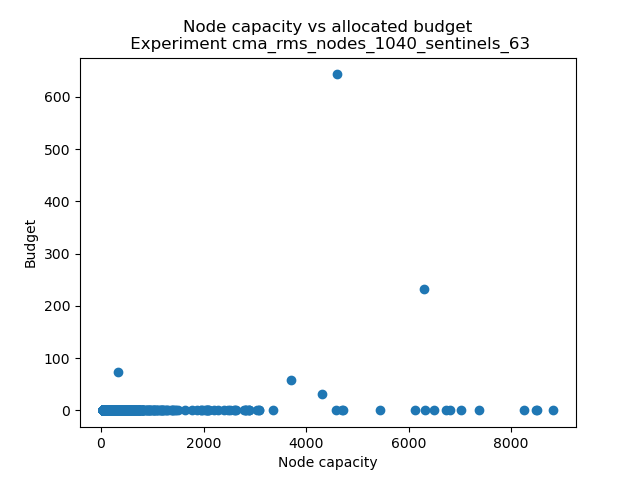 Node capacity vs allocated budget
Experiment cma_rms_nodes_1040_sentinels_63
600
500
400
300
200
100
0
Budget
0 2000 4000 6000 8000
Node capacity